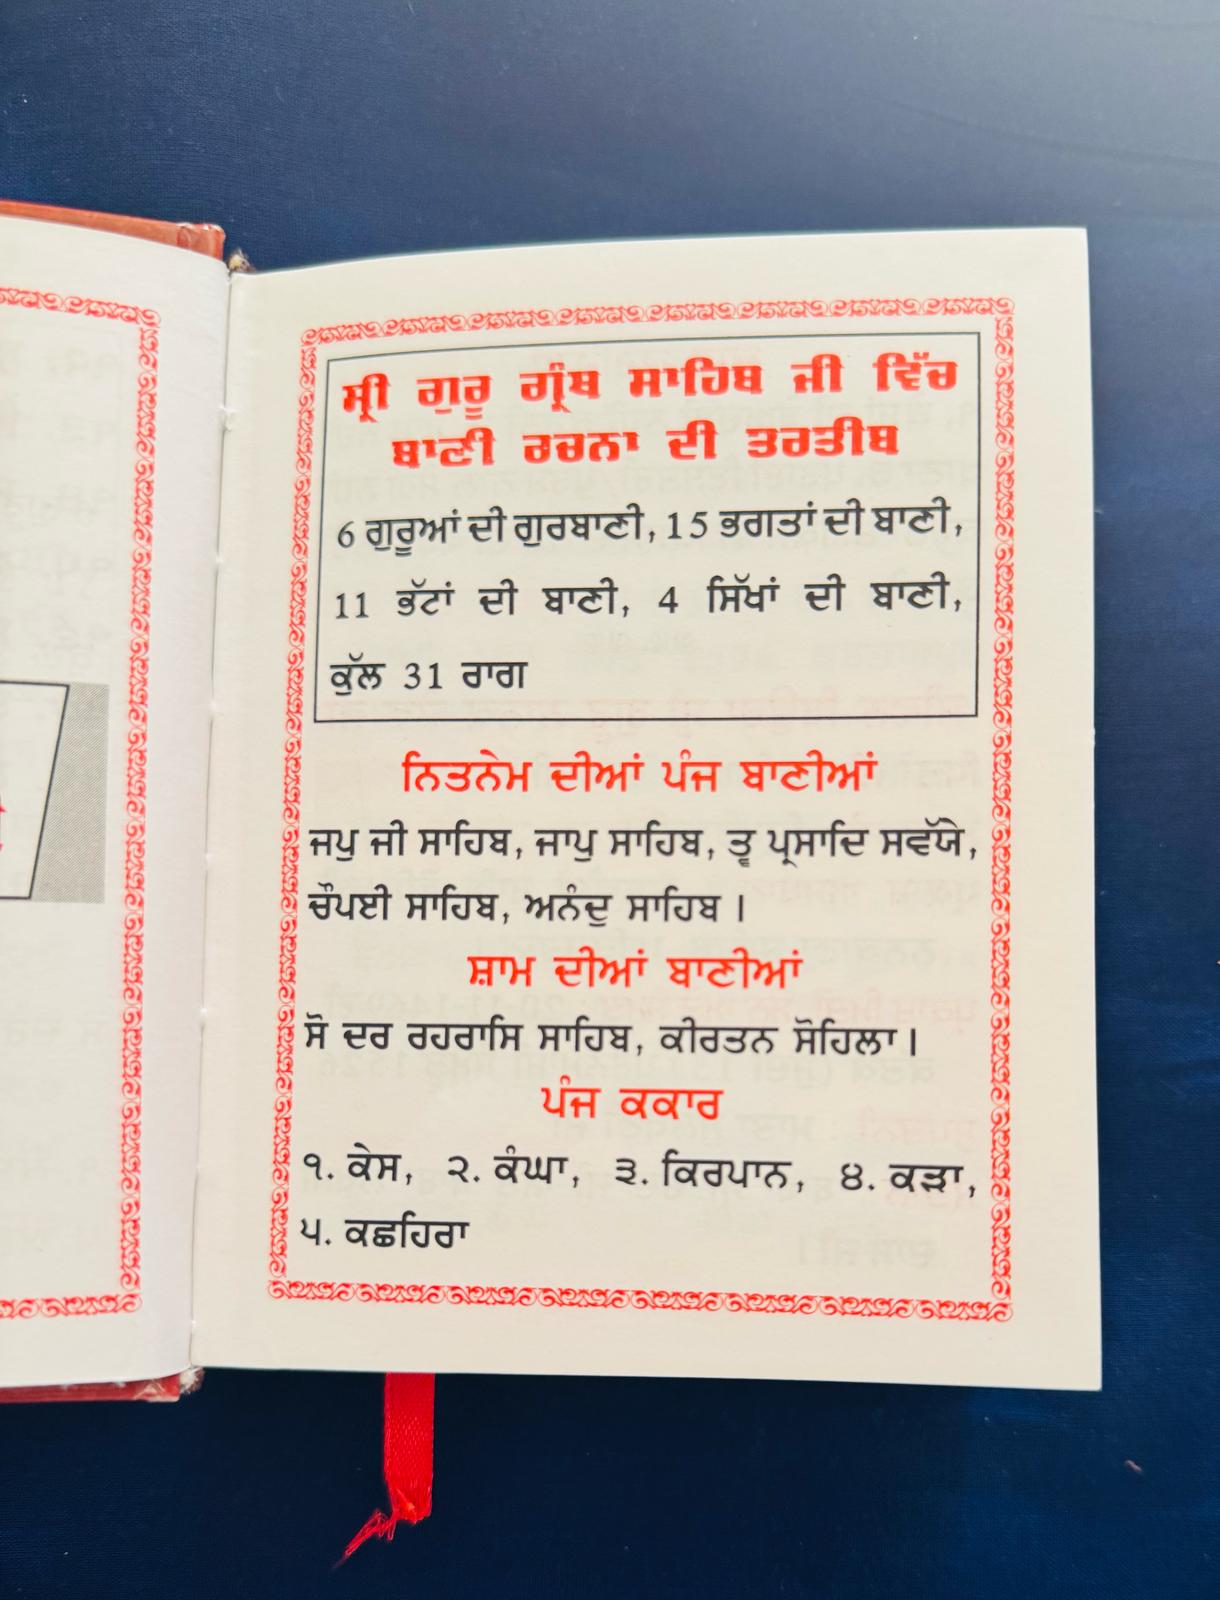 ਸ੍ਰੀ ਗੁਰੂ ਗ੍ਰੰਥ ਸਾਹਿਬ ਜੀ ਵਿੱਚ
ਬਾਣੀ ਰਚਨਾ ਦੀ ਤਰਤੀਬ
6 ਗੁਰੂਆਂ ਦੀ ਗੁਰਬਾਣੀ, 15 ਭਗਤਾਂ ਦੀ ਬਾਣੀ,
11 ਭੱਟਾਂ ਦੀ ਬਾਣੀ, 4 ਸਿੱਖਾਂ ਦੀ ਬਾਣੀ,
ਕੁੱਲ 31 ਰਾਗ
ਨਿਤਨੇਮ ਦੀਆਂ ਪੰਜ ਬਾਣੀਆਂ
ਜਪੁ ਜੀ ਸਾਹਿਬ, ਜਾਪੁ ਸਾਹਿਬ, ਤ੍ਵ ਪ੍ਰਸਾਦਿ ਸਵੱਯੇ,
ਚੌਪਈ ਸਾਹਿਬ, ਅਨੰਦੁ ਸਾਹਿਬ ।
ਸ਼ਾਮ ਦੀਆਂ ਬਾਣੀਆਂ
ਸੋ ਦਰ ਰਹਰਾਸਿ ਸਾਹਿਬ, ਕੀਰਤਨ ਸੋਹਿਲਾ ।
ਪੰਜ ਕਕਾਰ
੧. ਕੇਸ, ੨. ਕੰਘਾ, ੩. ਕਿਰਪਾਨ, ੪. ਕੜਾ,
੫. ਕਛਹਿਰਾ